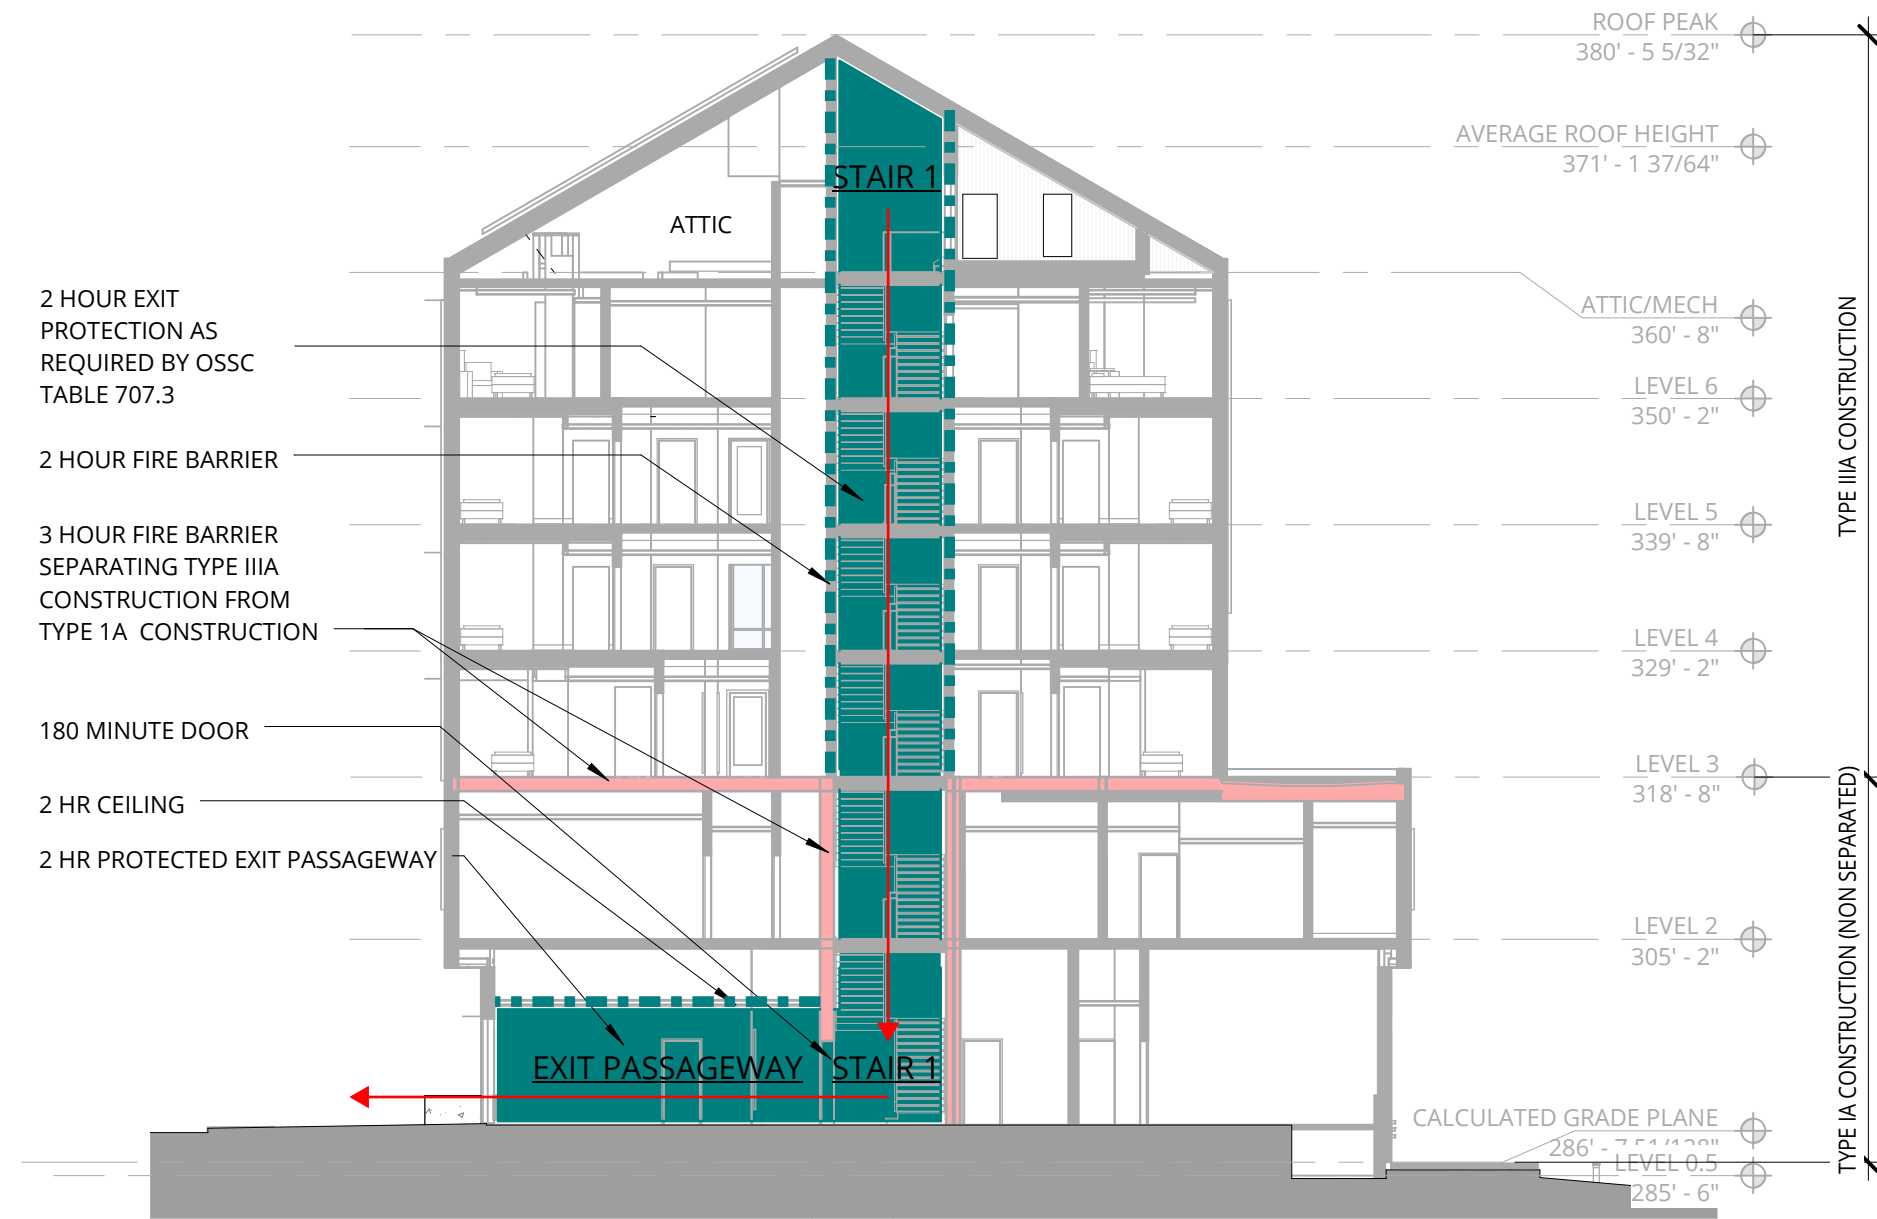 ROOF PEAK
380' - 5 5/32"
AVERAGE ROOF HEIGHT
371' - 1 37/64"
STAIR 1
ATTIC
2 HOUR EXIT
PROTECTION AS
REQUIRED BY OSSC
TABLE 707.3
ATTIC/MECH
360' - 8"
TYPE IIIA CONSTRUCTION
LEVEL 6
350' - 2"
2 HOUR FIRE BARRIER
LEVEL 5
339' - 8"
3 HOUR FIRE BARRIER
SEPARATING TYPE IIIA
CONSTRUCTION FROM
TYPE 1A CONSTRUCTION
LEVEL 4
329' - 2"
180 MINUTE DOOR
LEVEL 3
318' - 8"
2 HR CEILING
2 HR PROTECTED EXIT PASSAGEWAY
TYPE IA CONSTRUCTION (NON SEPARATED)
LEVEL 2
305' - 2"
EXIT PASSAGEWAY
STAIR 1
CALCULATED GRADE PLANE
286' - 7 51/128"
LEVEL 0.5
285' - 6"